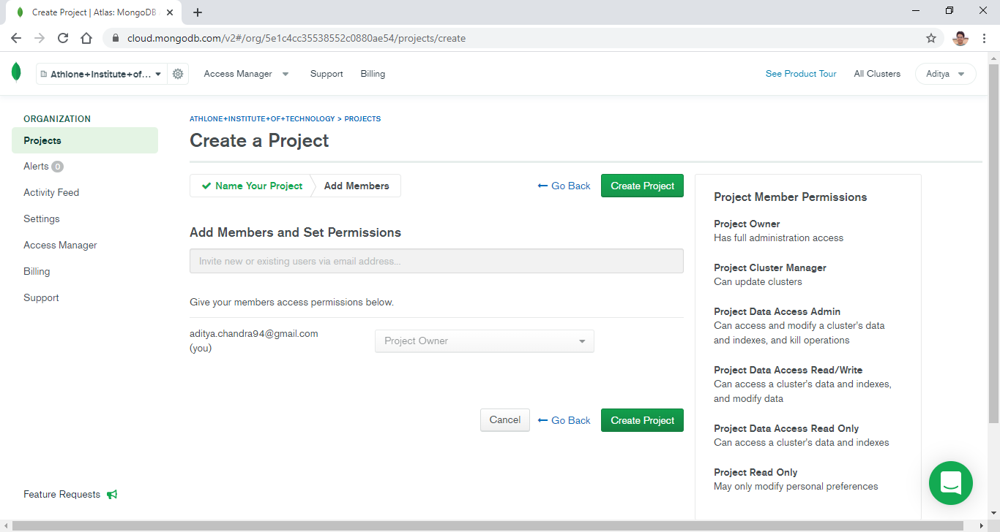 Create Project | Atlas: MongoDB
cloud.mongodb.com/v2#/org/5e1c4cc35538552c0880ae54/projects/create
Athlone+Institute+of...
Access Manager
Support
Billing
See Product Tour
All Clusters
Aditya
ORGANIZATION
Projects
Alerts 0
Activity Feed
Settings
Access Manager
Billing
Support
Feature Requests
ATHLONE+INSTITUTE+OF+TECHNOLOGY > PROJECTS
Create a Project
Name Your Project
Add Members
Go Back
Create Project
Add Members and Set Permissions
Invite new or existing users via email address...
Give your members access permissions below.
aditya.chandra94@gmail.com
(you)
Project Owner
Cancel
Go Back
Create Project
Project Member Permissions
Project Owner
Has full administration access
Project Cluster Manager
Can update clusters
Project Data Access Admin
Can access and modify a cluster's data
and indexes, and kill operations
Project Data Access Read/Write
Can access a cluster's data and indexes,
and modify data
Project Data Access Read Only
Can access a cluster's data and indexes
Project Read Only
May only modify personal preferences